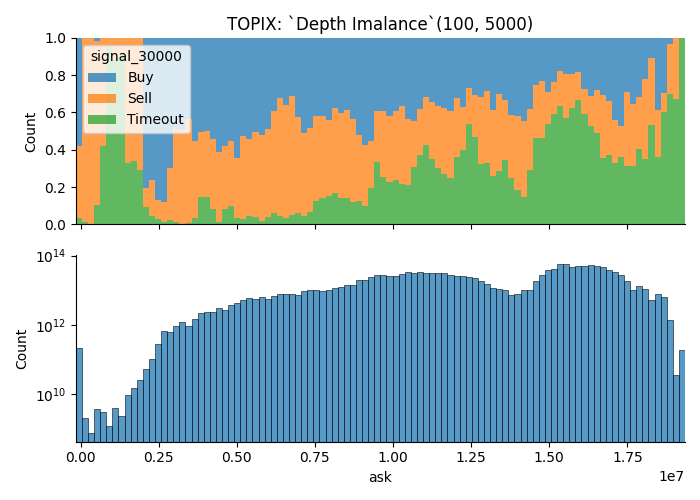 TOPIX: `Depth Imalance`(100, 5000)
signal_30000
Buy
Sell
Timeout
Count
1.0
0.8
0.6
0.4
0.2
0.0
Count
10^14
10^12
10^10
0.00 0.25 0.50 0.75 1.00 1.25 1.50 1.75
1e7
ask